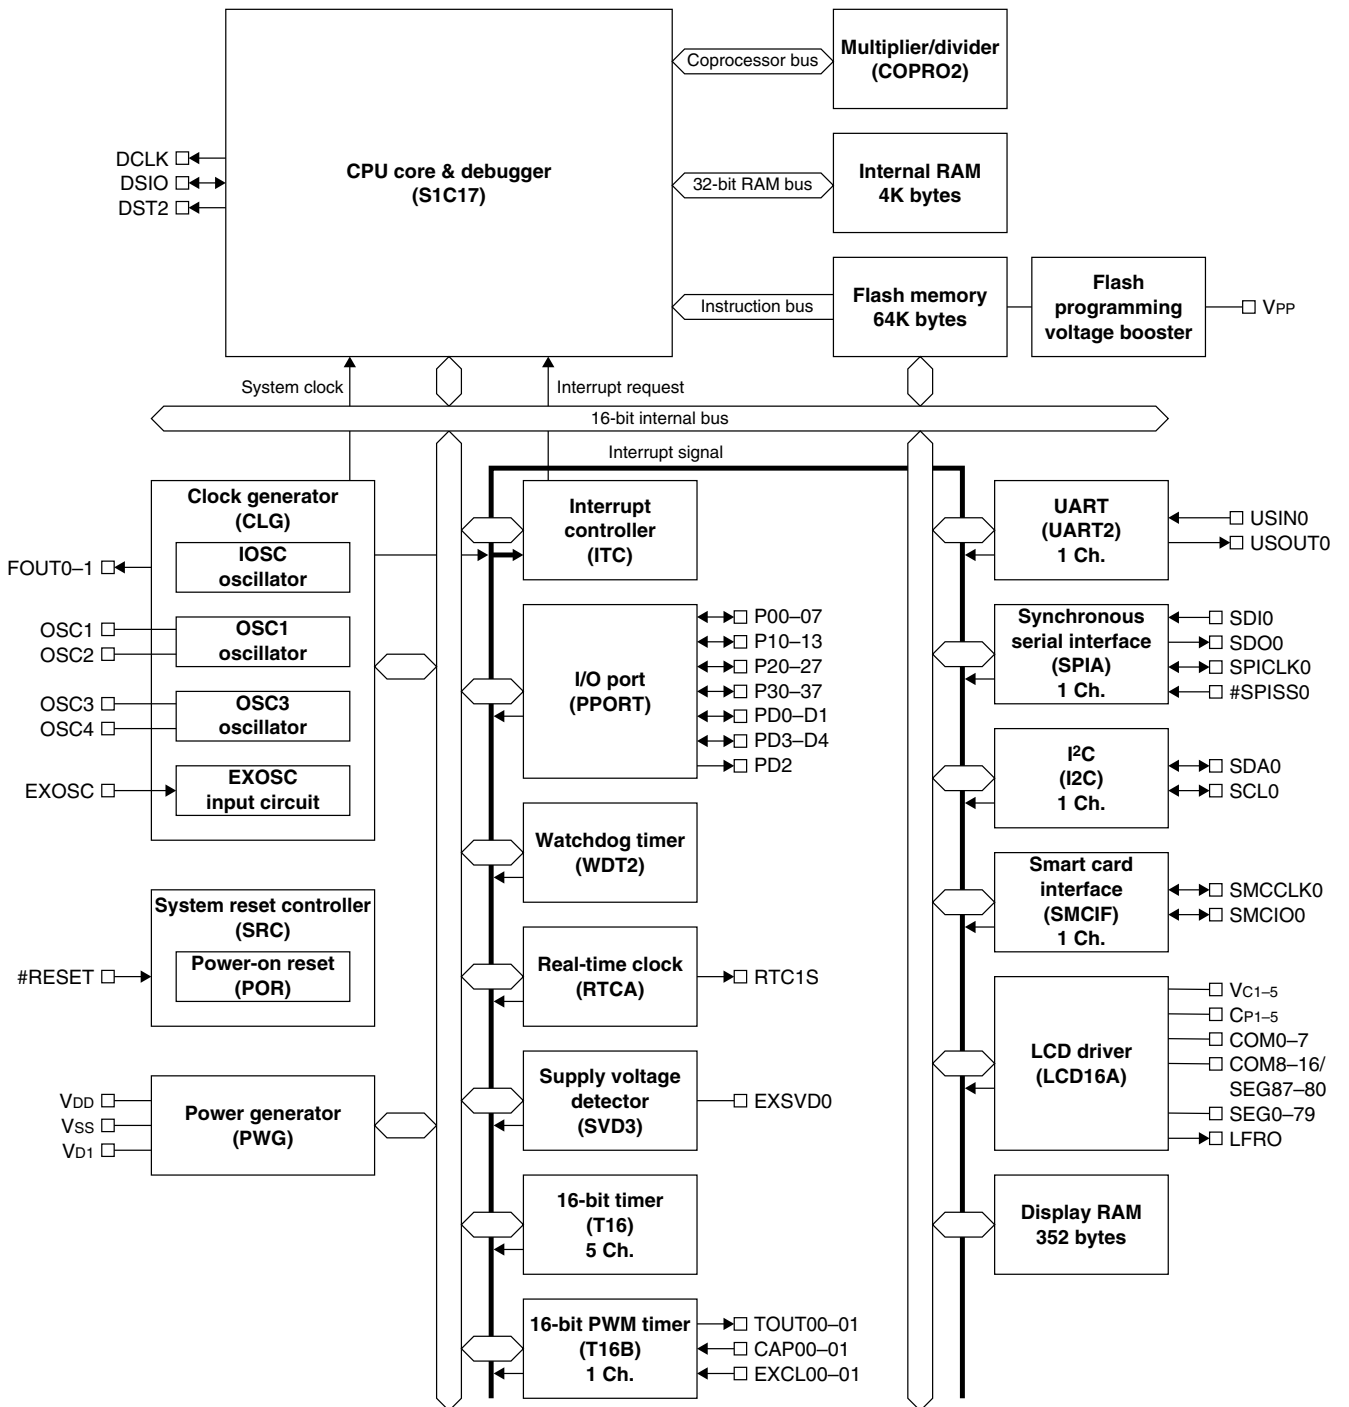 Multiplier/divider
(COPRO2)
Coprocessor bus
CPU core & debugger
(S1C17)
DCLK
DSIO
DST2
Internal RAM
4K bytes
32-bit RAM bus
Flash memory
64K bytes
Instruction bus
Flash
programming
voltage booster
VPP
System clock
Interrupt request
16-bit internal bus
Interrupt signal
Clock generator
(CLG)
IOSC
oscillator
FOUT0–1
OSC1
OSC2
OSC1
oscillator
OSC3
OSC4
OSC3
oscillator
EXOSC
EXOSC
input circuit
System reset controller
(SRC)
#RESET
Power-on reset
(POR)
VDD
VSS
VD1
Power generator
(PWG)
Interrupt
controller
(ITC)
I/O port
(PPORT)
P00–07
P10–13
P20–27
P30–37
PD0–D1
PD3–D4
PD2
Watchdog timer
(WDT2)
Real-time clock
(RTCA)
RTC1S
Supply voltage
detector
(SVD3)
EXSVD0
16-bit timer
(T16)
5 Ch.
16-bit PWM timer
(T16B)
1 Ch.
TOUT00–01
CAP00–01
EXCL00–01
UART
(UART2)
1 Ch.
USIN0
USOUT0
Synchronous
serial interface
(SPIA)
1 Ch.
SDI0
SDO0
SPICLK0
#SPISS0
I²C
(I2C)
1 Ch.
SDA0
SCL0
Smart card
interface
(SMCIF)
1 Ch.
SMCCLK0
SMCIO0
LCD driver
(LCD16A)
VC1–5
CP1–5
COM0–7
COM8–16/
SEG87–80
SEG0–79
LFRO
Display RAM
352 bytes